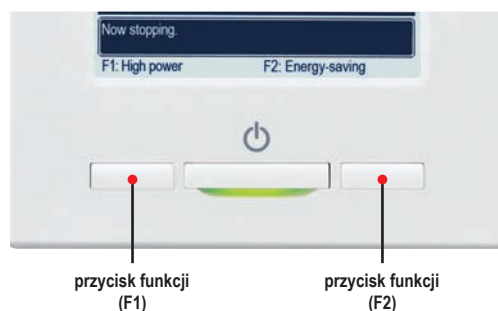 Now stopping.
F1: High power F2: Energy-saving
przycisk funkcji
(F1)
przycisk funkcji
(F2)